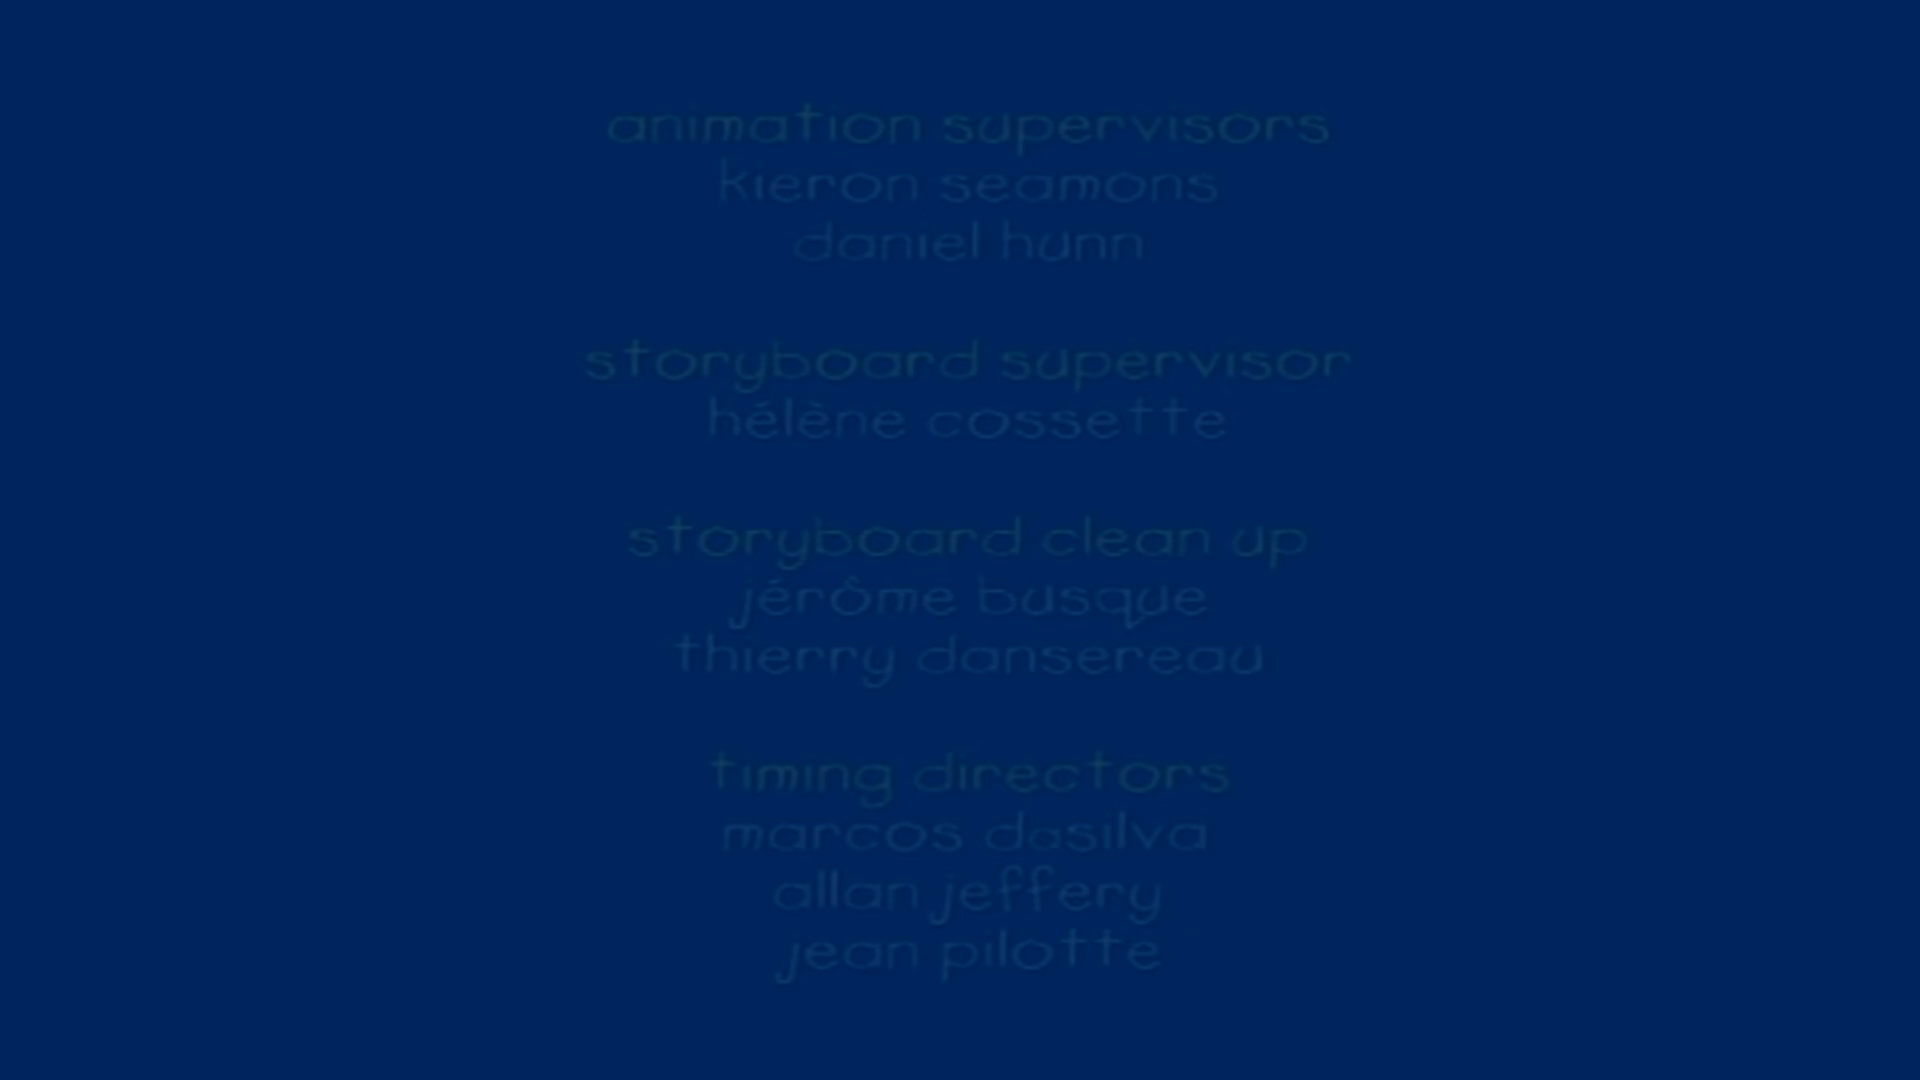 animation supervisors
kieron seamons
daniel hunn
storyboard supervisor
hélène cossette
storyboard clean up
jérôme busque
thierry dansereau
timing directors
marcos dasilva
allan jeffery
jean pilotte